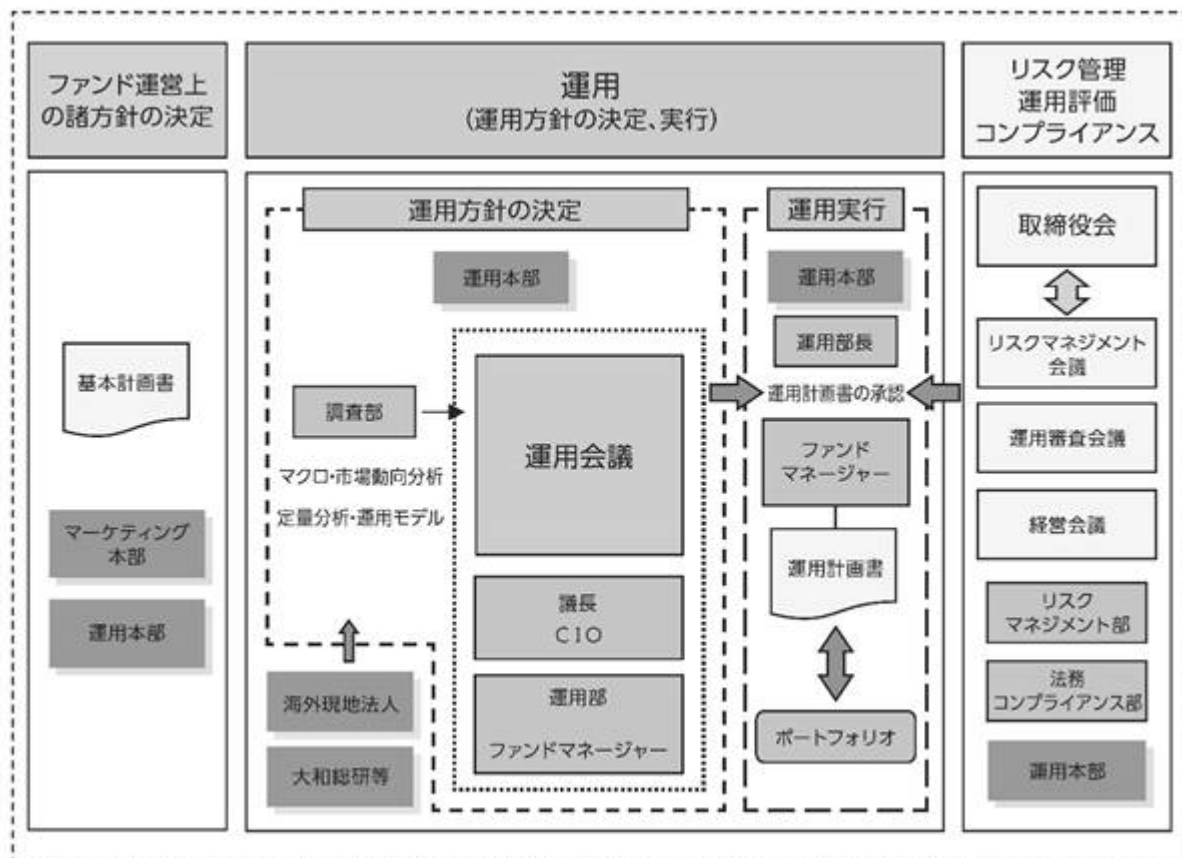 ファンド運営上
の諸方針の決定
運用
(運用方針の決定、実行)
リスク管理
運用評価
コンプライアンス
基本計画書
マーケティング
本部
運用本部
運用方針の決定
運用本部
調査部
マクロ・市場動向分析
定量分析・運用モデル
運用会議
議長
CIO
運用部
ファンドマネージャー
海外現地法人
大和総研等
運用実行
運用本部
運用部長
運用計画書の承認
ファンド
マネージャー
運用計画書
ポートフォリオ
取締役会
リスクマネジメント
会議
運用審査会議
経営会議
リスク
マネジメント部
法務
コンプライアンス部
運用本部